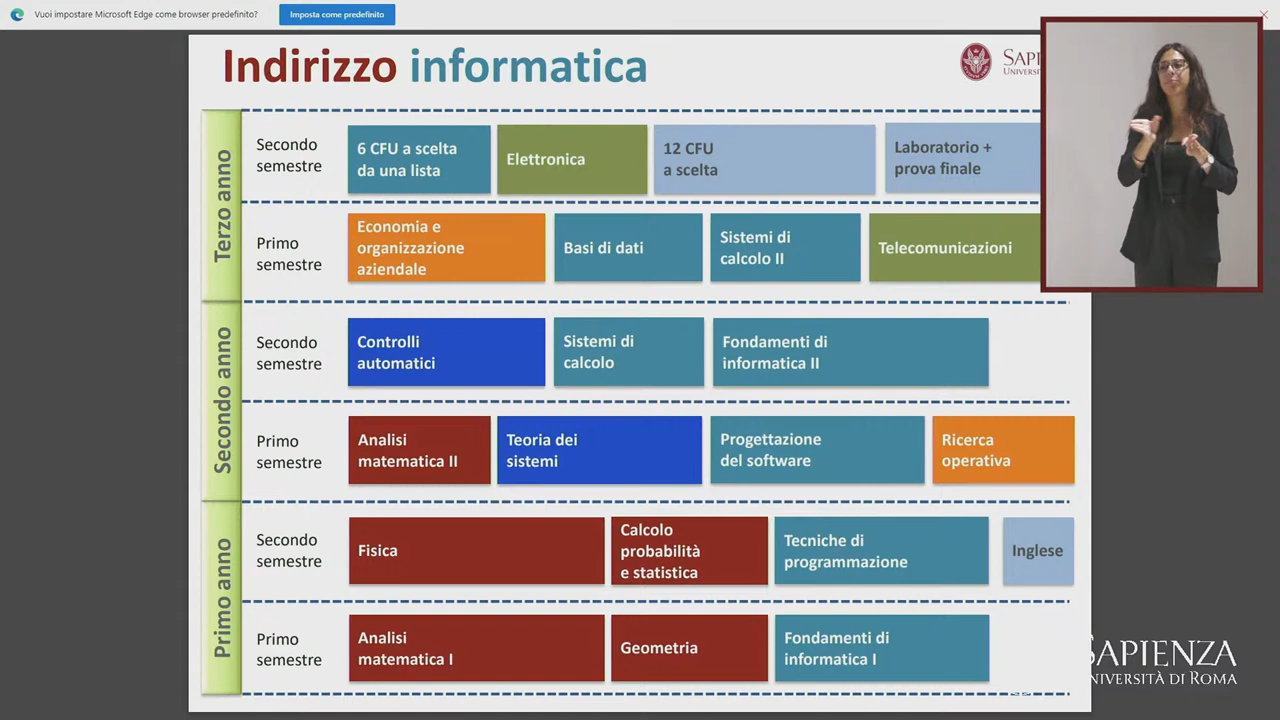 Vuoi impostare Microsoft Edge come browser predefinito?
Imposta come predefinito
Indirizzo informatica
Terzo anno
Secondo
semestre
6 CFU a scelta
da una lista
Elettronica
12 CFU
a scelta
Laboratorio +
prova finale
Primo
semestre
Economia e
organizzazione
aziendale
Basi di dati
Sistemi di
calcolo II
Telecomunicazioni
Secondo anno
Secondo
semestre
Controlli
automatici
Sistemi di
calcolo
Fondamenti di
informatica II
Primo
semestre
Analisi
matematica II
Teoria dei
sistemi
Progettazione
del software
Ricerca
operativa
Primo anno
Secondo
semestre
Fisica
Calcolo
probabilità
e statistica
Tecniche di
programmazione
Inglese
Primo
semestre
Analisi
matematica I
Geometria
Fondamenti di
informatica I
SAPIENZA
UNIVERSITÀ DI ROMA